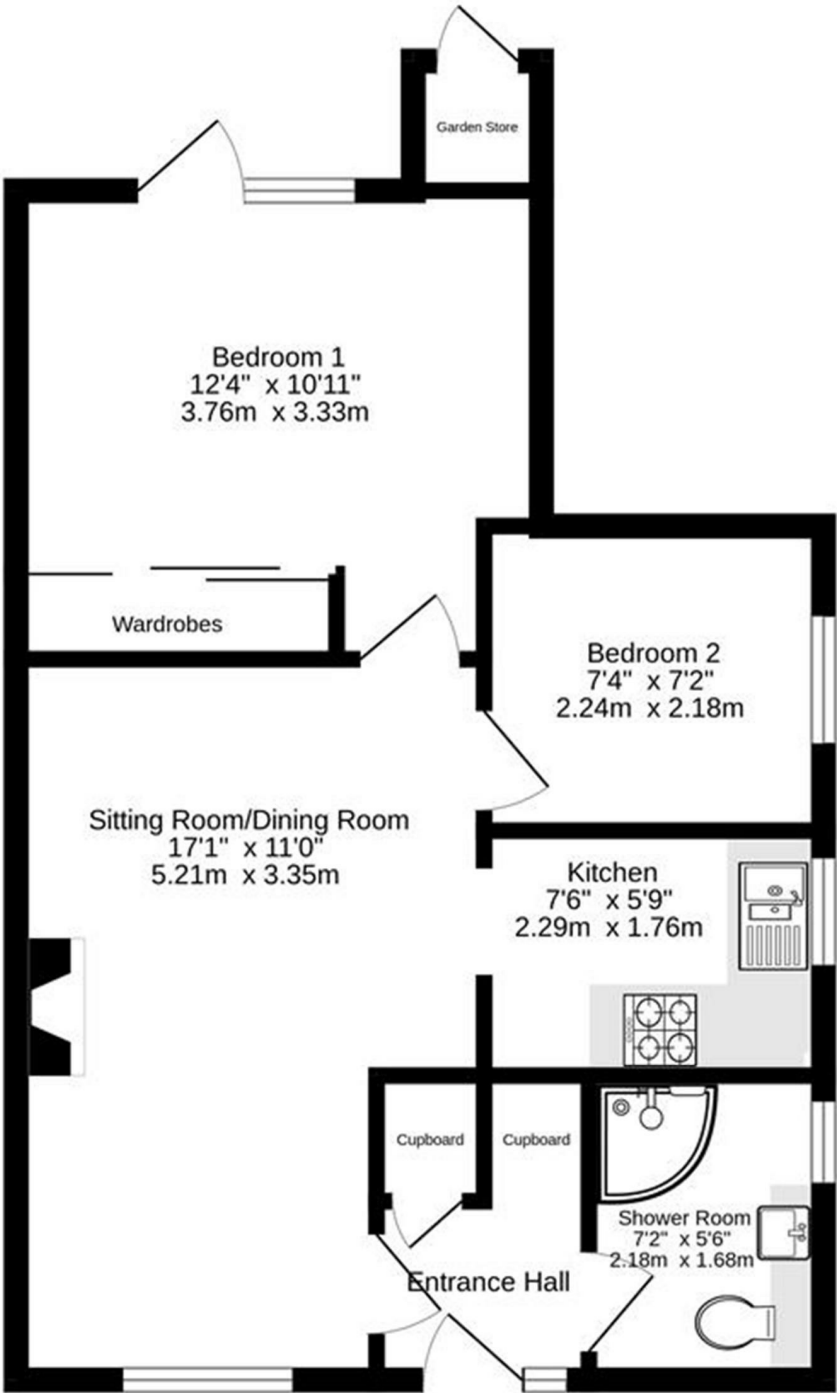 Garden Store
Bedroom 1
12'4" x 10'11"
3.76m x 3.33m
Wardrobes
Bedroom 2
7'4" x 7'2"
2.24m x 2.18m
Sitting Room/Dining Room
17'1" x 11'0"
5.21m x 3.35m
Kitchen
7'6" x 5'9"
2.29m x 1.76m
Cupboard
Cupboard
Shower Room
7'2" x 5'6"
2.18m x 1.68m
Entrance Hall